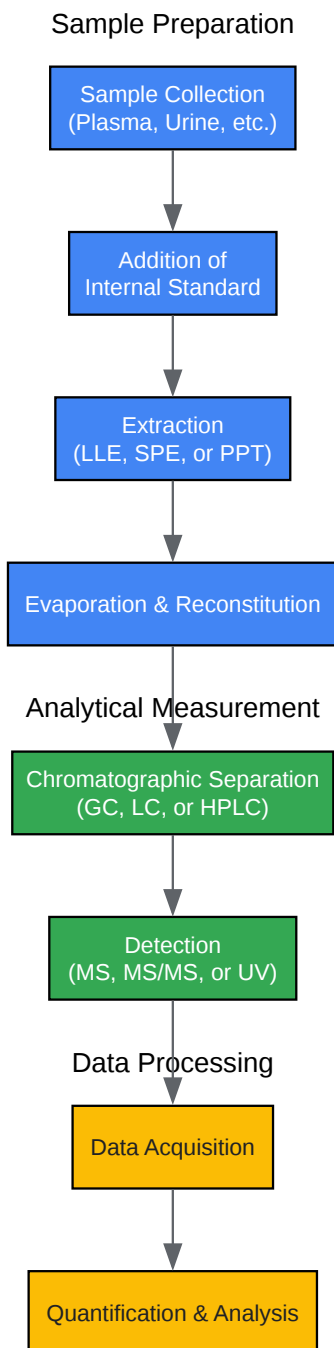 Sample Preparation
Sample Collection
(Plasma, Urine, etc.)
Addition of
Internal Standard
Extraction
(LLE, SPE, or PPT)
Evaporation & Reconstitution
Analytical Measurement
Chromatographic Separation
(GC, LC, or HPLC)
Detection
(MS, MS/MS, or UV)
Data Processing
Data Acquisition
Quantification & Analysis